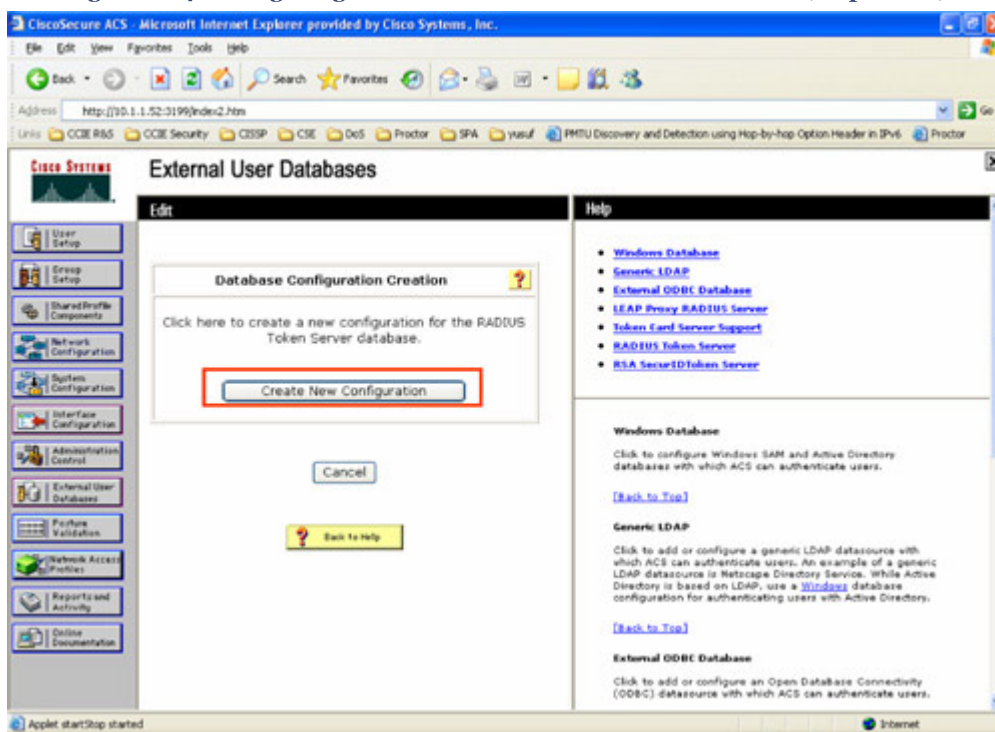 CiscoSecure ACS - Microsoft Internet Explorer provided by Cisco Systems, Inc.
File Edit View Favorites Tools Help
Back Search Favorites
Address http://10.1.1.52:3199/index2.htm Go
Links CCIE R&S CCIE Security CISSP CSE DoS Proctor SPA yusuf PMTU Discovery and Detection using Hop-by-hop Option Header in IPv6 Proctor
CISCO SYSTEMS
External User Databases
Edit
User Setup
Group Setup
Shared Profile Components
Network Configuration
System Configuration
Interface Configuration
Administration Control
External User Databases
Posture Validation
Network Access Profiles
Reports and Activity
Online Documentation
Database Configuration Creation
Click here to create a new configuration for the RADIUS
Token Server database.
Create New Configuration
Cancel
Back to Help
Help
Windows Database
Generic LDAP
External ODBC Database
LEAP Proxy RADIUS Server
Token Card Server Support
RADIUS Token Server
RSA SecurIDToken Server
Windows Database
Click to configure Windows SAM and Active Directory
databases with which ACS can authenticate users.
[Back to Top]
Generic LDAP
Click to add or configure a generic LDAP datasource with
which ACS can authenticate users. An example of a generic
LDAP datasource is Netscape Directory Service. While Active
Directory is based on LDAP, use a Windows database
configuration for authenticating users with Active Directory.
[Back to Top]
External ODBC Database
Click to add or configure an Open DataBase Connectivity
(ODBC) datasource with which ACS can authenticate users.
Applet startStop started
Internet